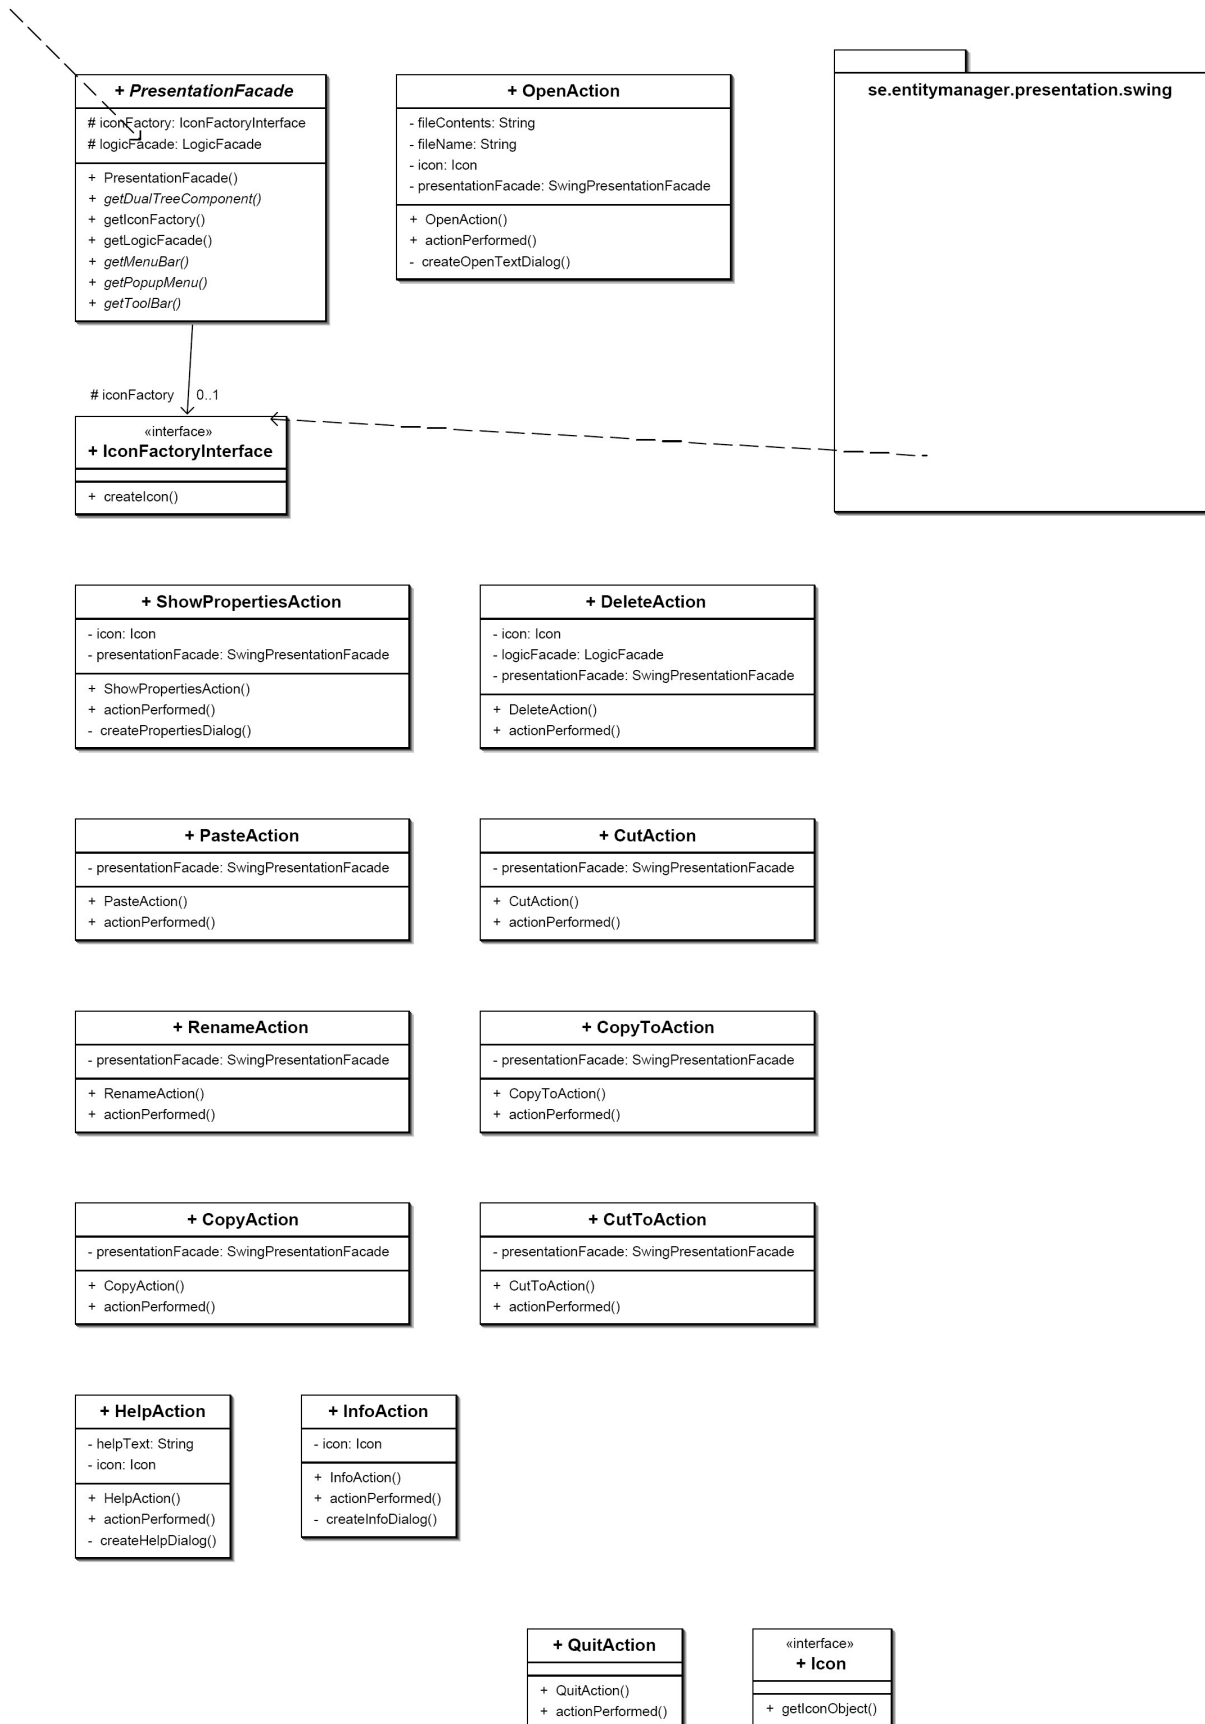 + PresentationFacade
# iconFactory: IconFactoryInterface
# logicFacade: LogicFacade
+ PresentationFacade()
+ getDualTreeComponent()
+ getIconFactory()
+ getLogicFacade()
+ getMenuBar()
+ getPopupMenu()
+ getToolBar()
+ OpenAction
- fileContents: String
- fileName: String
- icon: Icon
- presentationFacade: SwingPresentationFacade
+ OpenAction()
+ actionPerformed()
- createOpenTextDialog()
se.entitymanager.presentation.swing
# iconFactory 0..1
«interface»
+ IconFactoryInterface
+ createIcon()
+ ShowPropertiesAction
- icon: Icon
- presentationFacade: SwingPresentationFacade
+ ShowPropertiesAction()
+ actionPerformed()
- createPropertiesDialog()
+ DeleteAction
- icon: Icon
- logicFacade: LogicFacade
- presentationFacade: SwingPresentationFacade
+ DeleteAction()
+ actionPerformed()
+ PasteAction
- presentationFacade: SwingPresentationFacade
+ PasteAction()
+ actionPerformed()
+ CutAction
- presentationFacade: SwingPresentationFacade
+ CutAction()
+ actionPerformed()
+ RenameAction
- presentationFacade: SwingPresentationFacade
+ RenameAction()
+ actionPerformed()
+ CopyToAction
- presentationFacade: SwingPresentationFacade
+ CopyToAction()
+ actionPerformed()
+ CopyAction
- presentationFacade: SwingPresentationFacade
+ CopyAction()
+ actionPerformed()
+ CutToAction
- presentationFacade: SwingPresentationFacade
+ CutToAction()
+ actionPerformed()
+ HelpAction
- helpText: String
- icon: Icon
+ HelpAction()
+ actionPerformed()
- createHelpDialog()
+ InfoAction
- icon: Icon
+ InfoAction()
+ actionPerformed()
- createInfoDialog()
+ QuitAction
+ QuitAction()
+ actionPerformed()
«interface»
+ Icon
+ getIconObject()